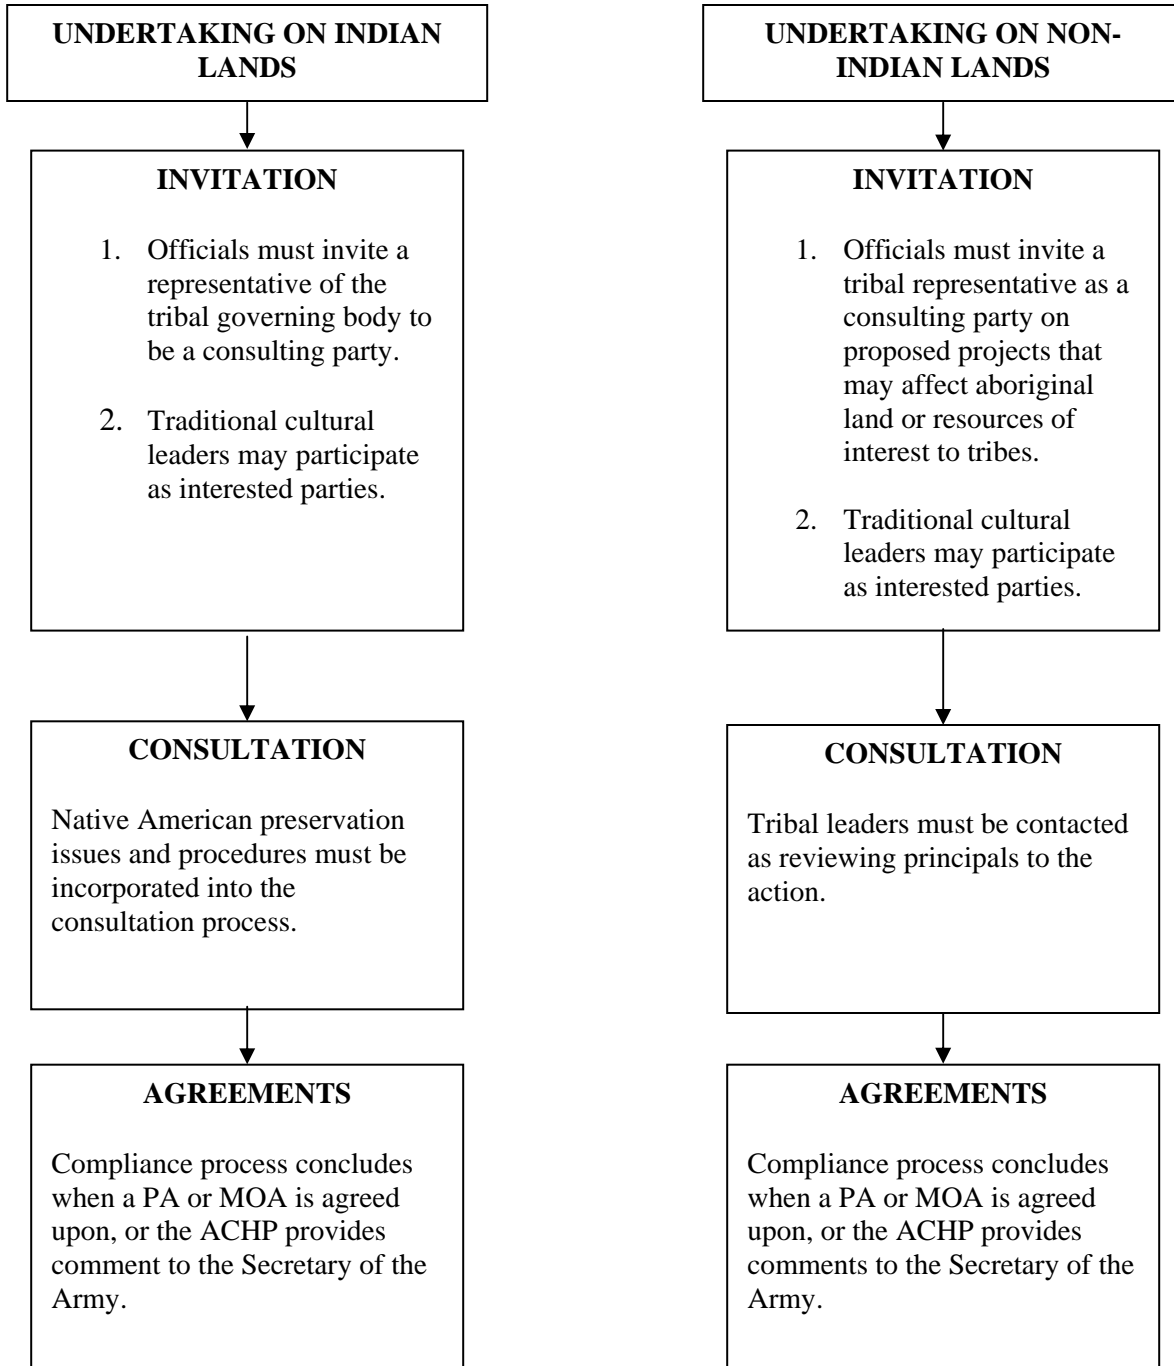 UNDERTAKING ON INDIAN
LANDS
INVITATION
1. Officials must invite a
representative of the
tribal governing body to
be a consulting party.
2. Traditional cultural
leaders may participate
as interested parties.
CONSULTATION
Native American preservation
issues and procedures must be
incorporated into the
consultation process.
AGREEMENTS
Compliance process concludes
when a PA or MOA is agreed
upon, or the ACHP provides
comment to the Secretary of the
Army.
UNDERTAKING ON NON-
INDIAN LANDS
INVITATION
1. Officials must invite a
tribal representative as a
consulting party on
proposed projects that
may affect aboriginal
land or resources of
interest to tribes.
2. Traditional cultural
leaders may participate
as interested parties.
CONSULTATION
Tribal leaders must be contacted
as reviewing principals to the
action.
AGREEMENTS
Compliance process concludes
when a PA or MOA is agreed
upon, or the ACHP provides
comments to the Secretary of the
Army.